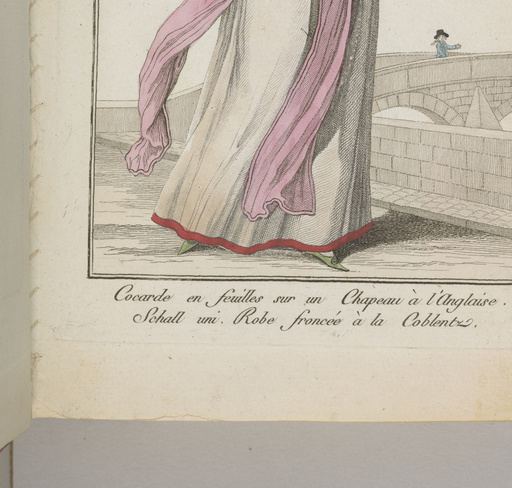 Cocarde en feuilles sur un Chapeau à l'Anglaise.
Schall uni. Robe froncée à la Coblentz.